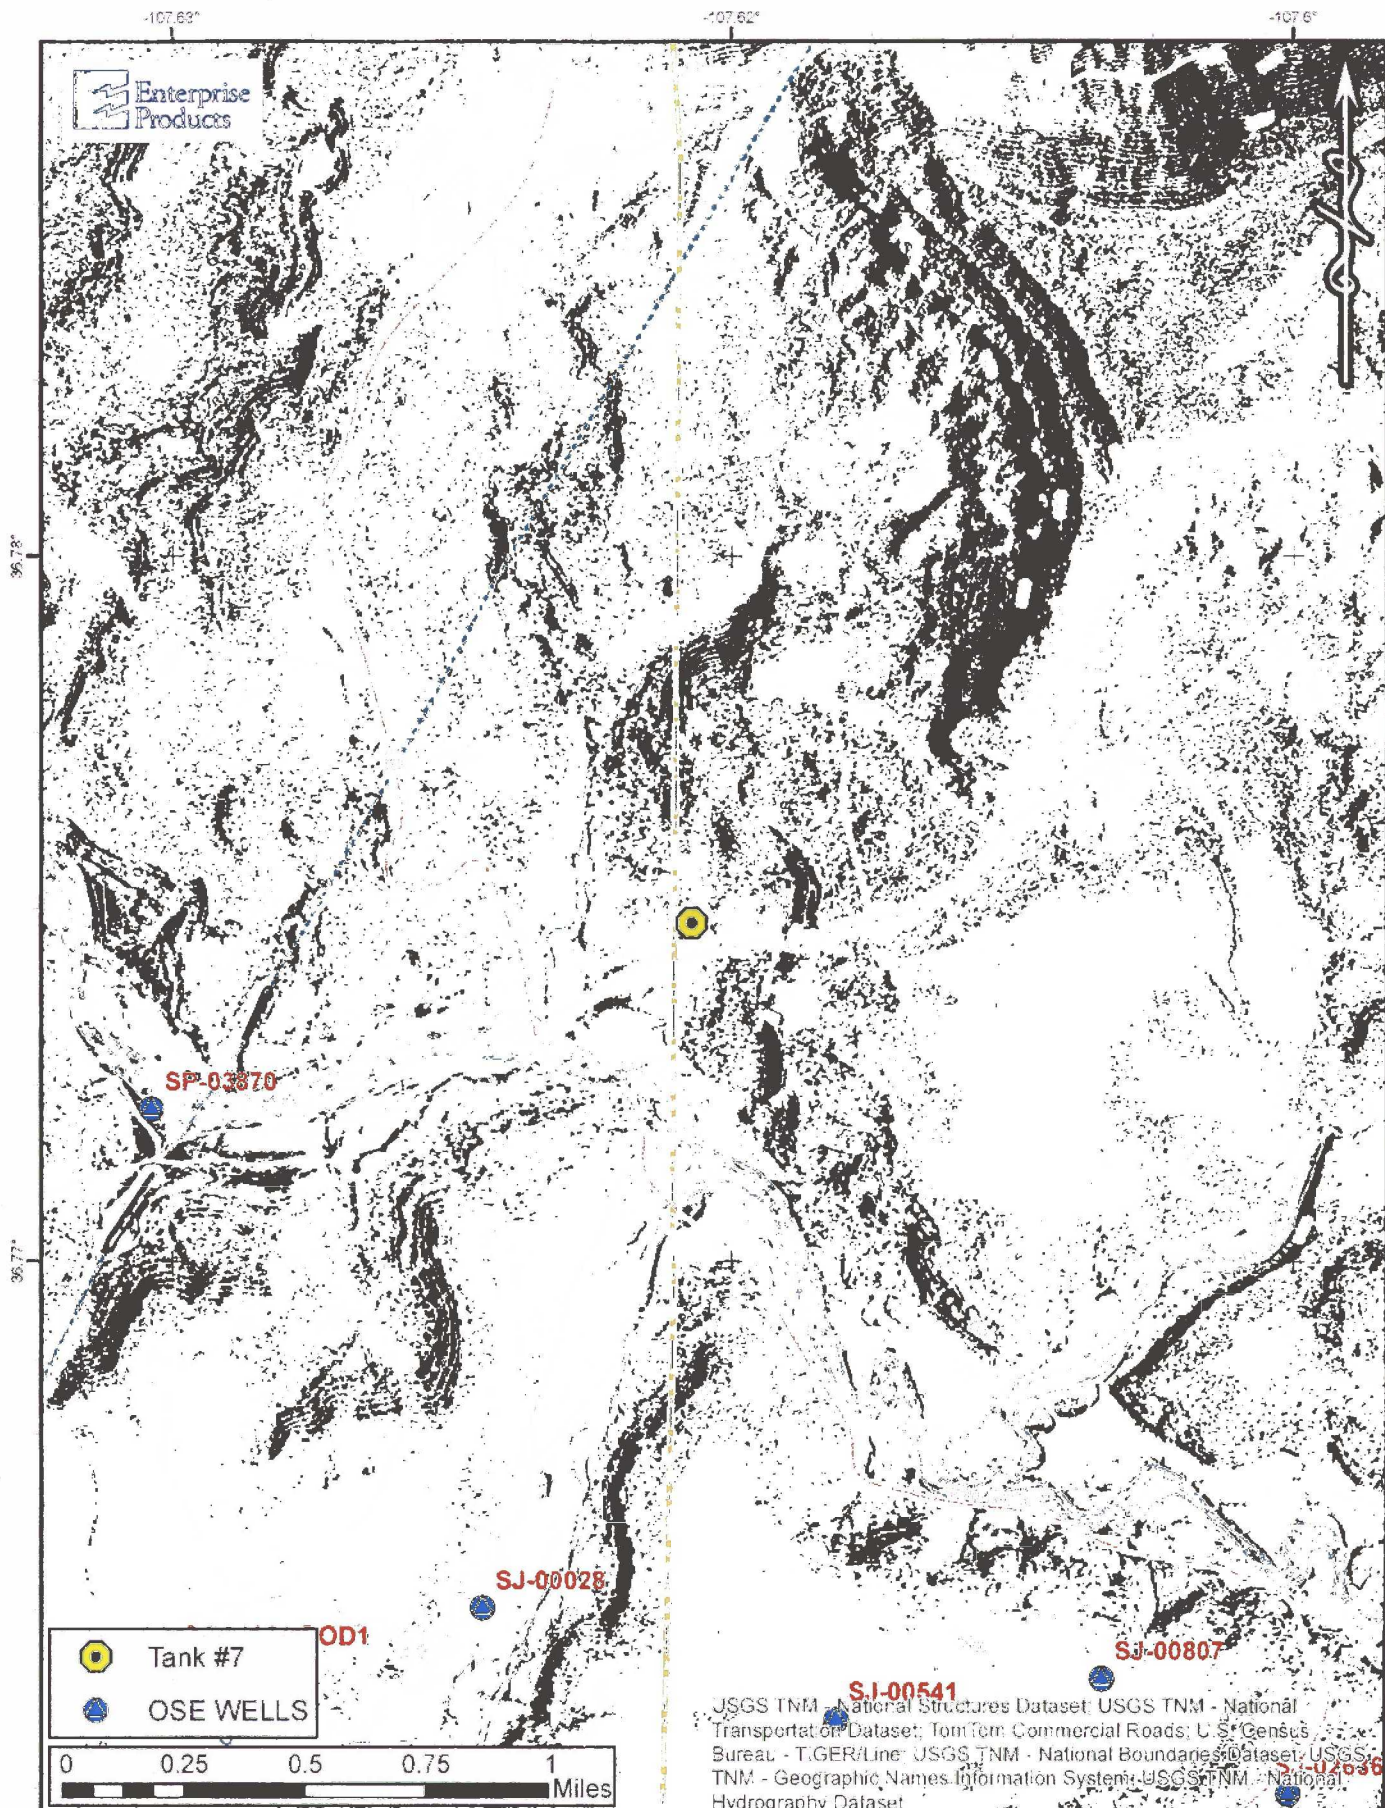 -107.63° -107.62° -107.6°
Enterprise
Products
36.78°
SP-03870
36.77°
SJ-00028
OD1
Tank #7
OSE WELLS
SJ-00807
SJ-00541
USGS TNM - National Structures Dataset; USGS TNM - National
Transportation Dataset; TomTom Commercial Roads; U.S. Census
Bureau - TIGER/Line; USGS TNM - National Boundaries Dataset; USGS
TNM - Geographic Names Information System; USGS TNM - National
Hydrography Dataset
SJ-02636
0 0.25 0.5 0.75 1
Miles